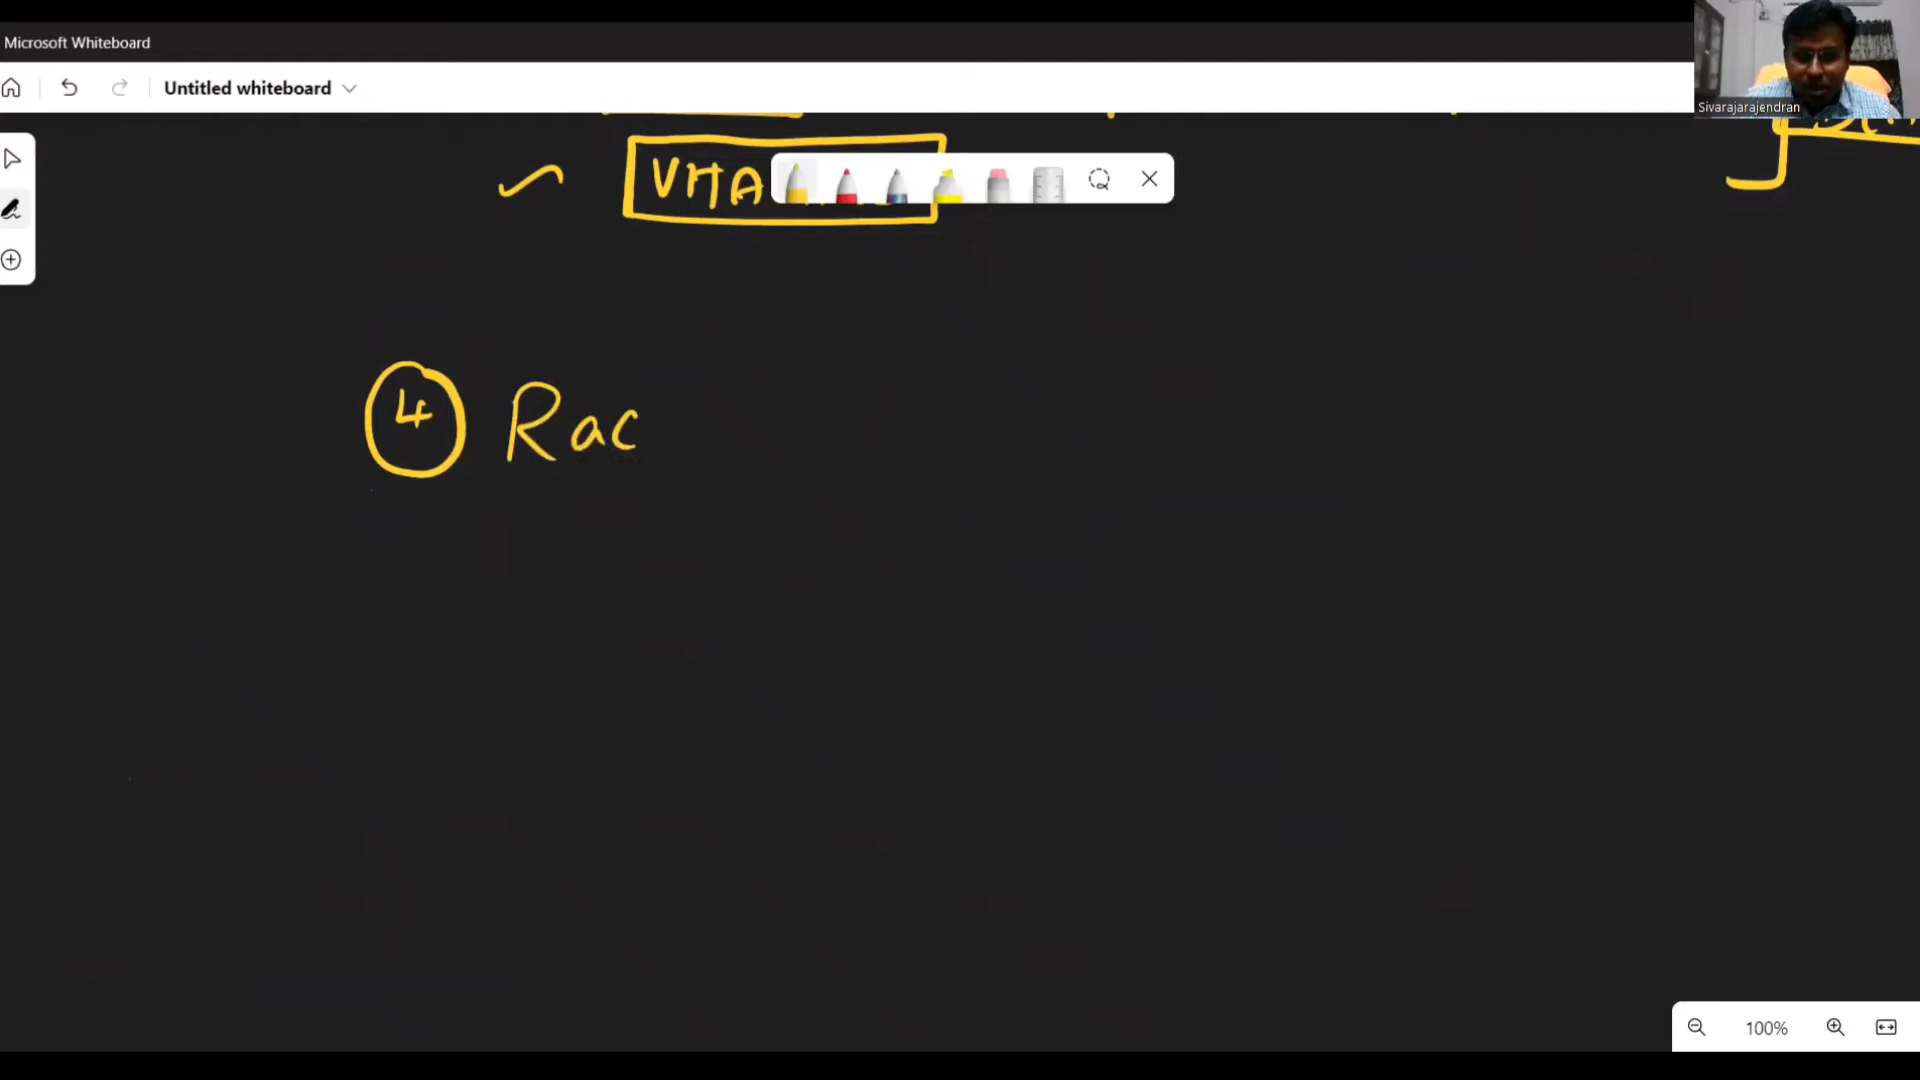 Microsoft Whiteboard
Untitled whiteboard
Sivarajarajendran
VMA
④ Rac
100%